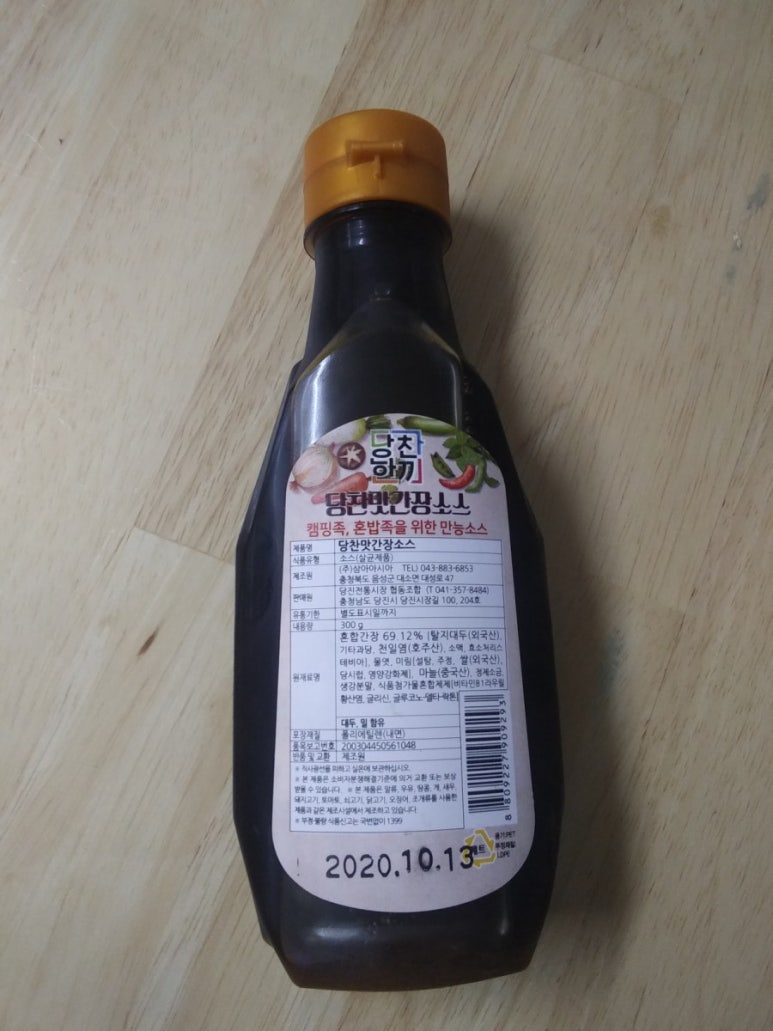 당찬
한끼
당찬맛간장소스
캠핑족, 혼밥족을 위한 만능소스
제품명 당찬맛간장소스
식품유형 소스(살균제품)
제조원 (주)삼아아시아 TEL) 043-883-6853
충청북도 음성군 대소면 대성로 47
판매원 당진전통시장 협동조합 (T 041-357-8484)
충청남도 당진시 당진시장길 100, 204호
유통기한 별도표시일까지
내용량 300 g
원재료명 혼합간장 69.12% [탈지대두(외국산),
기타과당, 천일염(호주산), 소맥, 효소처리스
테비아], 물엿, 미림[설탕, 주정, 쌀(외국산),
당시럽, 영양강화제], 마늘(중국산), 정제소금,
생강분말, 식품첨가물혼합제제[비타민B1라우릴
황산염, 글리신, 글루코노-델타-락톤]
대두, 밀 함유
포장재질 폴리에틸렌(내면)
품목보고번호 200304450561048
반품 및 교환 제조원
※ 직사광선을 피하고 실온에 보관하십시오.
※ 본 제품은 소비자분쟁해결기준에 의거 교환 또는 보상
받을 수 있습니다. ※ 본 제품은 알류, 우유, 땅콩, 게, 새우,
돼지고기, 토마토, 쇠고기, 닭고기, 오징어, 조개류를 사용한
제품과 같은 제조시설에서 제조하고 있습니다.
※ 부정·불량 식품신고는 국번없이 1399
8 809227 909293
용기:PET
뚜껑재질:
LDPE
페트
2020.10.13